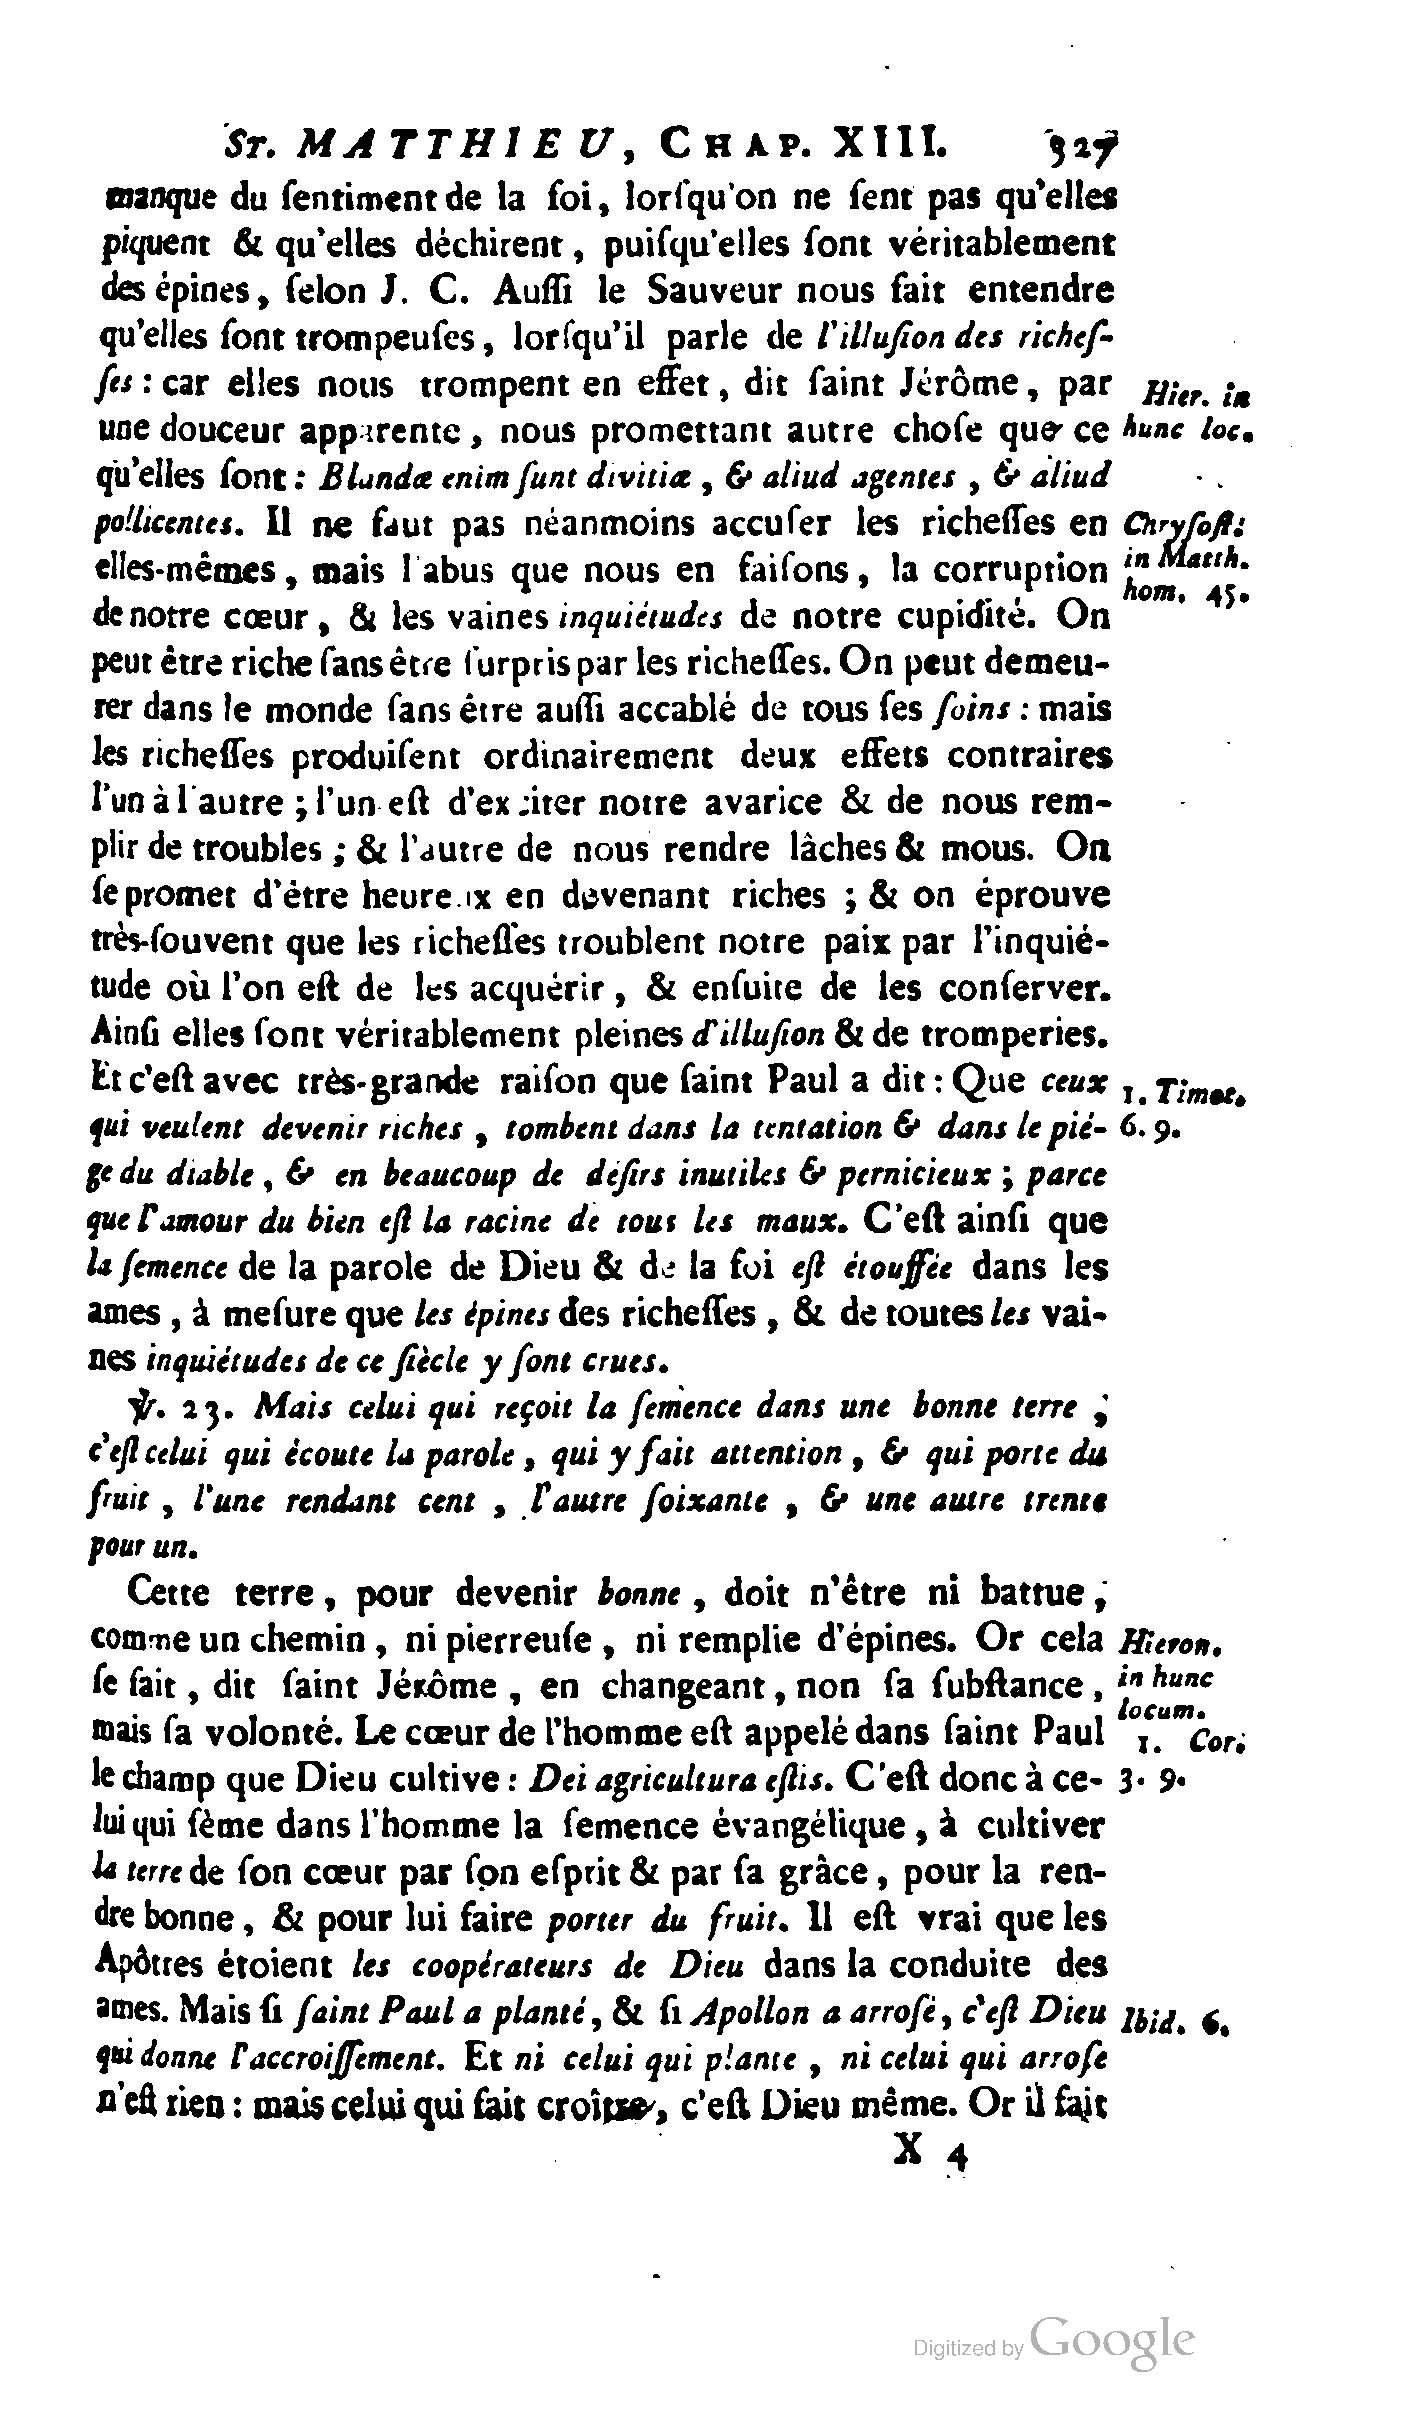 St. MATTHIEU, CHAP. XIII. 327
manque du ſentiment de la foi, lorſqu'on ne ſent pas qu'elles
piquent & qu'elles déchirent, puiſqu'elles ſont véritablement
des épines, ſelon J. C. Auſſi le Sauveur nous fait entendre
qu'elles ſont trompeuſes, lorſqu'il parle de l'illuſion des richeſ-
ſes : car elles nous trompent en effet, dit ſaint Jérôme, par
Hier. in
une douceur apparente, nous promettant autre choſe que ce
hunc loc.
qu'elles ſont : Blandæ enim ſunt divitiæ, & aliud agentes, & aliud
pollicentes. Il ne faut pas néanmoins accuſer les richeſſes en
Chryſoſt.
elles-mêmes, mais l'abus que nous en faiſons, la corruption
in Matth.
hom. 45.
de notre cœur, & les vaines inquiétudes de notre cupidité. On
peut être riche ſans être ſurpris par les richeſſes. On peut demeu-
rer dans le monde ſans être auſſi accablé de tous ſes ſoins : mais
les richeſſes produiſent ordinairement deux effets contraires
l'un à l'autre ; l'un eſt d'exciter notre avarice & de nous rem-
plir de troubles ; & l'autre de nous rendre lâches & mous. On
ſe promet d'être heureux en devenant riches ; & on éprouve
très-ſouvent que les richeſſes troublent notre paix par l'inquié-
tude où l'on eſt de les acquérir, & enſuite de les conſerver.
Ainſi elles ſont véritablement pleines d'illuſion & de tromperies.
Et c'eſt avec très-grande raiſon que ſaint Paul a dit : Que ceux
1. Timot.
qui veulent devenir riches, tombent dans la tentation & dans le pié-
6. 9.
ge du diable, & en beaucoup de déſirs inutiles & pernicieux ; parce
que l'amour du bien eſt la racine de tous les maux. C'eſt ainſi que
la ſemence de la parole de Dieu & de la foi eſt étouffée dans les
ames, à meſure que les épines des richeſſes, & de toutes les vai-
nes inquiétudes de ce ſiècle y ſont crues.
℣. 23. Mais celui qui reçoit la ſemence dans une bonne terre ;
c'eſt celui qui écoute la parole, qui y fait attention, & qui porte du
fruit, l'une rendant cent, l'autre ſoixante, & une autre trente
pour un.
Cette terre, pour devenir bonne, doit n'être ni battue,
comme un chemin, ni pierreuſe, ni remplie d'épines. Or cela
Hieron.
ſe fait, dit ſaint Jérôme, en changeant, non ſa ſubſtance,
in hunc
locum.
mais ſa volonté. Le cœur de l'homme eſt appelé dans ſaint Paul
1. Cor.
le champ que Dieu cultive : Dei agricultura eſtis. C'eſt donc à ce-
3. 9.
lui qui ſème dans l'homme la ſemence évangélique, à cultiver
la terre de ſon cœur par ſon eſprit & par ſa grâce, pour la ren-
dre bonne, & pour lui faire porter du fruit. Il eſt vrai que les
Apôtres étoient les coopérateurs de Dieu dans la conduite des
ames. Mais ſi ſaint Paul a planté, & ſi Apollon a arroſé, c'eſt Dieu
Ibid. 6.
qui donne l'accroiſſement. Et ni celui qui plante, ni celui qui arroſe
n'eſt rien : mais celui qui fait croître, c'eſt Dieu même. Or il fait
X 4
Digitized by Google